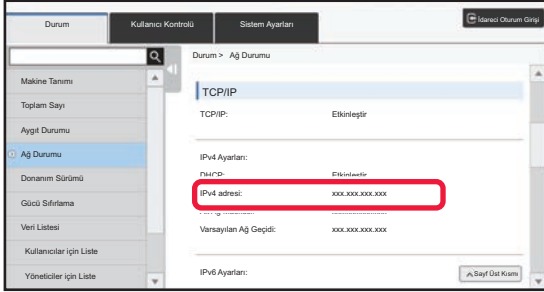 Durum
Kullanıcı Kontrolü
Sistem Ayarları
İdareci Oturum Girişi
Durum > Ağ Durumu
Makine Tanımı
Toplam Sayı
Aygıt Durumu
Ağ Durumu
Donanım Sürümü
Gücü Sıfırlama
Veri Listesi
Kullanıcılar için Liste
Yöneticiler için Liste
TCP/IP
TCP/IP: Etkinleştir
IPv4 Ayarları:
DHCP: Etkinleştir
IPv4 adresi: xxx.xxx.xxx.xxx
Varsayılan Ağ Geçidi: xxx.xxx.xxx.xxx
IPv6 Ayarları:
Sayf Üst Kısmı